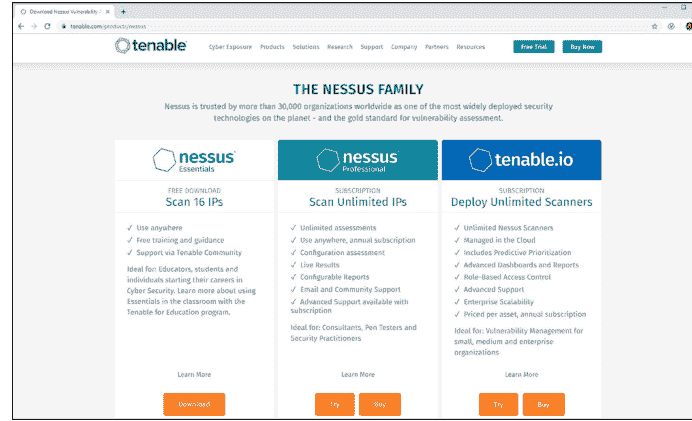 Download Nessus Vulnerability
tenable.com/products/nessus
tenable
Cyber Exposure Products Solutions Research Support Company Partners Resources
Free Trial Buy Now
THE NESSUS FAMILY
Nessus is trusted by more than 30,000 organizations worldwide as one of the most widely deployed security
technologies on the planet - and the gold standard for vulnerability assessment.
nessus
Essentials
FREE DOWNLOAD
Scan 16 IPs
✓ Use anywhere
✓ Free training and guidance
✓ Support via Tenable Community
Ideal for: Educators, students and
individuals starting their careers in
Cyber Security. Learn more about using
Essentials in the classroom with the
Tenable for Education program.
Learn More
Download
nessus
Professional
SUBSCRIPTION
Scan Unlimited IPs
✓ Unlimited assessments
✓ Use anywhere, annual subscription
✓ Configuration assessment
✓ Live Results
✓ Configurable Reports
✓ Email and Community Support
✓ Advanced Support available with
subscription
Ideal for: Consultants, Pen Testers and
Security Practitioners
Learn More
Try Buy
tenable.io
SUBSCRIPTION
Deploy Unlimited Scanners
✓ Unlimited Nessus Scanners
✓ Managed in the Cloud
✓ Includes Predictive Prioritization
✓ Advanced Dashboards and Reports
✓ Role-Based Access Control
✓ Advanced Support
✓ Enterprise Scalability
✓ Priced per asset, annual subscription
Ideal for: Vulnerability Management for
small, medium and enterprise
organizations
Learn More
Try Buy